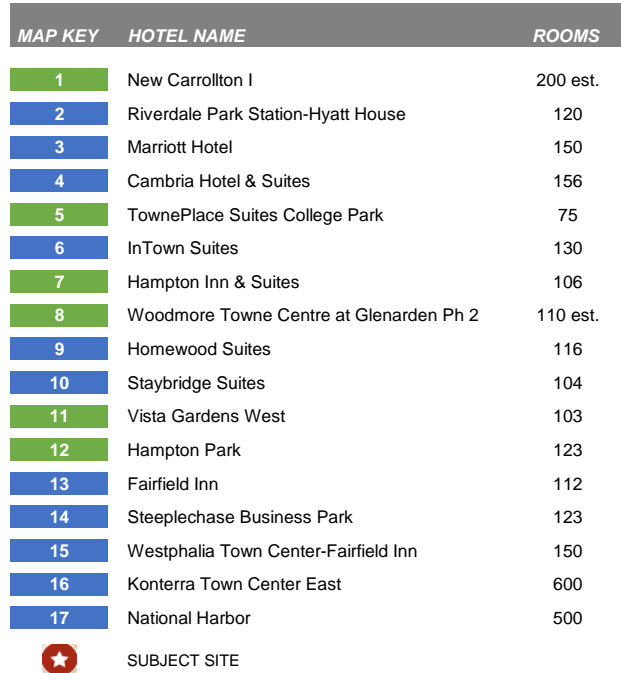 MAP KEY HOTEL NAME ROOMS
1 New Carrollton I 200 est.
2 Riverdale Park Station-Hyatt House 120
3 Marriott Hotel 150
4 Cambria Hotel & Suites 156
5 TownePlace Suites College Park 75
6 InTown Suites 130
7 Hampton Inn & Suites 106
8 Woodmore Towne Centre at Glenarden Ph 2 110 est.
9 Homewood Suites 116
10 Staybridge Suites 104
11 Vista Gardens West 103
12 Hampton Park 123
13 Fairfield Inn 112
14 Steeplechase Business Park 123
15 Westphalia Town Center-Fairfield Inn 150
16 Konterra Town Center East 600
17 National Harbor 500
SUBJECT SITE